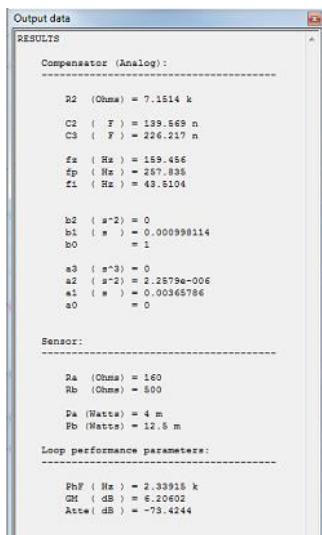 Output data
RESULTS
Compensator (Analog):
----------------------------------------
R2 (Ohms) = 7.1514 k
C2 ( F ) = 139.569 n
C3 ( F ) = 226.217 n
fz ( Hz ) = 159.456
fp ( Hz ) = 257.835
fi ( Hz ) = 43.5104
b2 ( s^2) = 0
b1 ( s ) = 0.000998114
b0 = 1
a3 ( s^3) = 0
a2 ( s^2) = 2.2579e-006
a1 ( s ) = 0.00365786
a0 = 0
Sensor:
----------------------------------------
Ra (Ohms) = 160
Rb (Ohms) = 500
Pa (Watts) = 4 m
Pb (Watts) = 12.5 m
Loop performance parameters:
----------------------------------------
PhF ( Hz ) = 2.33915 k
GM ( dB ) = 6.20602
Atte( dB ) = -73.4244